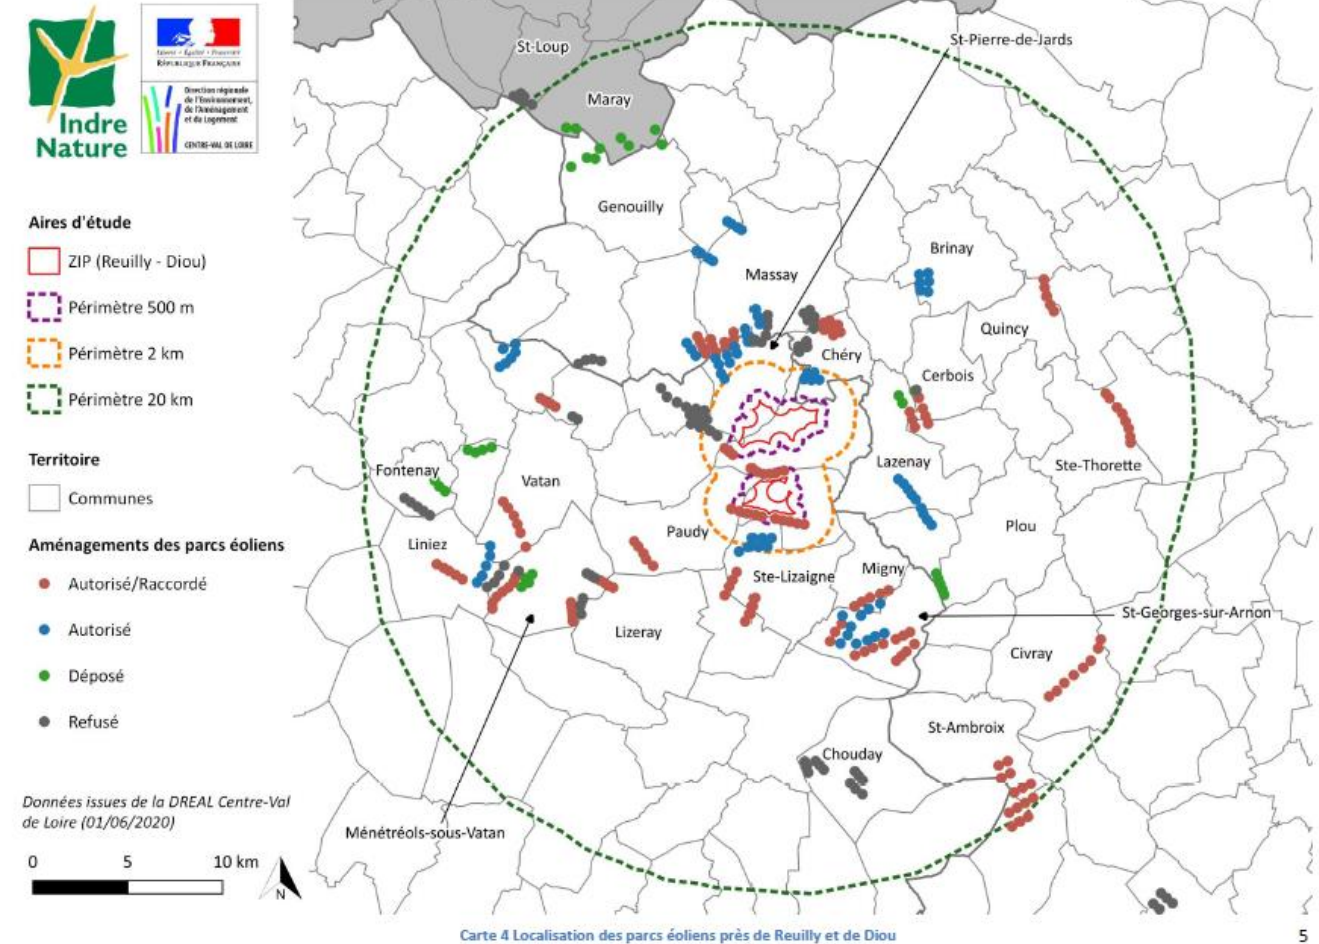 Indre
Nature
Liberté • Égalité • Fraternité
RÉPUBLIQUE FRANÇAISE
Direction régionale
de l'Environnement,
de l'Aménagement
et du Logement
CENTRE-VAL DE LOIRE
Aires d'étude
ZIP (Reuilly - Diou)
Périmètre 500 m
Périmètre 2 km
Périmètre 20 km
Territoire
Communes
Aménagements des parcs éoliens
Autorisé/Raccordé
Autorisé
Déposé
Refusé
Données issues de la DREAL Centre-Val
de Loire (01/06/2020)
0 5 10 km
N
St-Pierre-de-Jards
St-Loup
Maray
Genouilly
Brinay
Massay
Quincy
Chéry
Cerbois
Fontenay
Vatan
Lazenay
Ste-Thorette
Plou
Paudy
Liniez
Ste-Lizaigne
Migny
St-Georges-sur-Arnon
Lizeray
Civray
St-Ambroix
Chouday
Ménétréols-sous-Vatan
Carte 4 Localisation des parcs éoliens près de Reuilly et de Diou
5